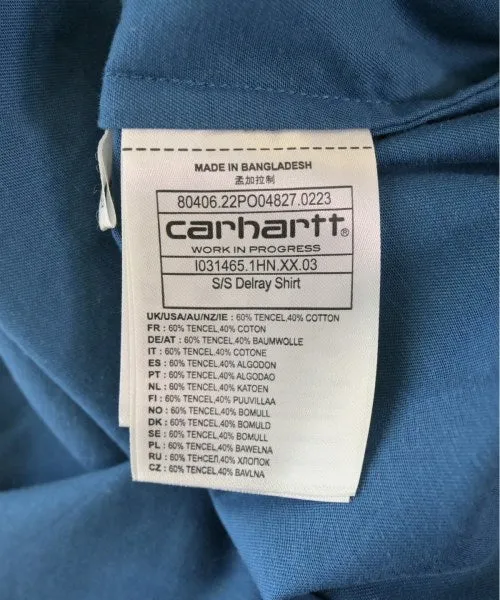 MADE IN BANGLADESH
孟加拉制
80406.22PO04827.0223
carhartt®
WORK IN PROGRESS
I031465.1HN.XX.03
S/S Delray Shirt
UK/USA/AU/NZ/IE : 60% TENCEL,40% COTTON
FR : 60% TENCEL,40% COTON
DE/AT : 60% TENCEL,40% BAUMWOLLE
IT : 60% TENCEL,40% COTONE
ES : 60% TENCEL,40% ALGODON
PT : 60% TENCEL,40% ALGODAO
NL : 60% TENCEL,40% KATOEN
FI : 60% TENCEL,40% PUUVILLAA
NO : 60% TENCEL,40% BOMULL
DK : 60% TENCEL,40% BOMULD
SE : 60% TENCEL,40% BOMULL
PL : 60% TENCEL,40% BAWELNA
RU : 60% ТЕНСЕЛ,40% ХЛОПОК
CZ : 60% TENCEL,40% BAVLNA